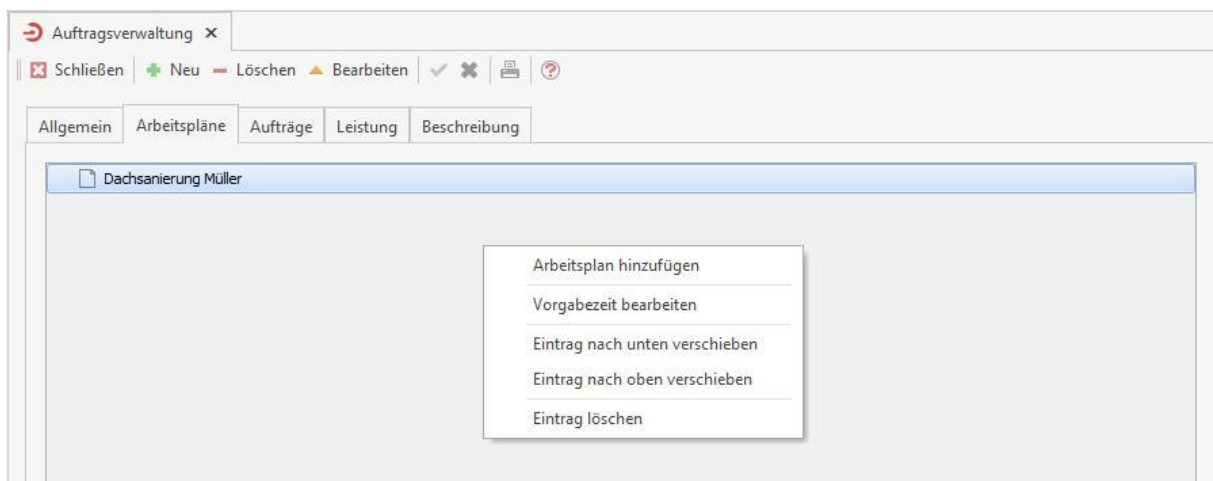 Auftragsverwaltung
Schließen Neu Löschen Bearbeiten
Allgemein Arbeitspläne Aufträge Leistung Beschreibung
Dachsanierung Müller
Arbeitsplan hinzufügen
Vorgabezeit bearbeiten
Eintrag nach unten verschieben
Eintrag nach oben verschieben
Eintrag löschen